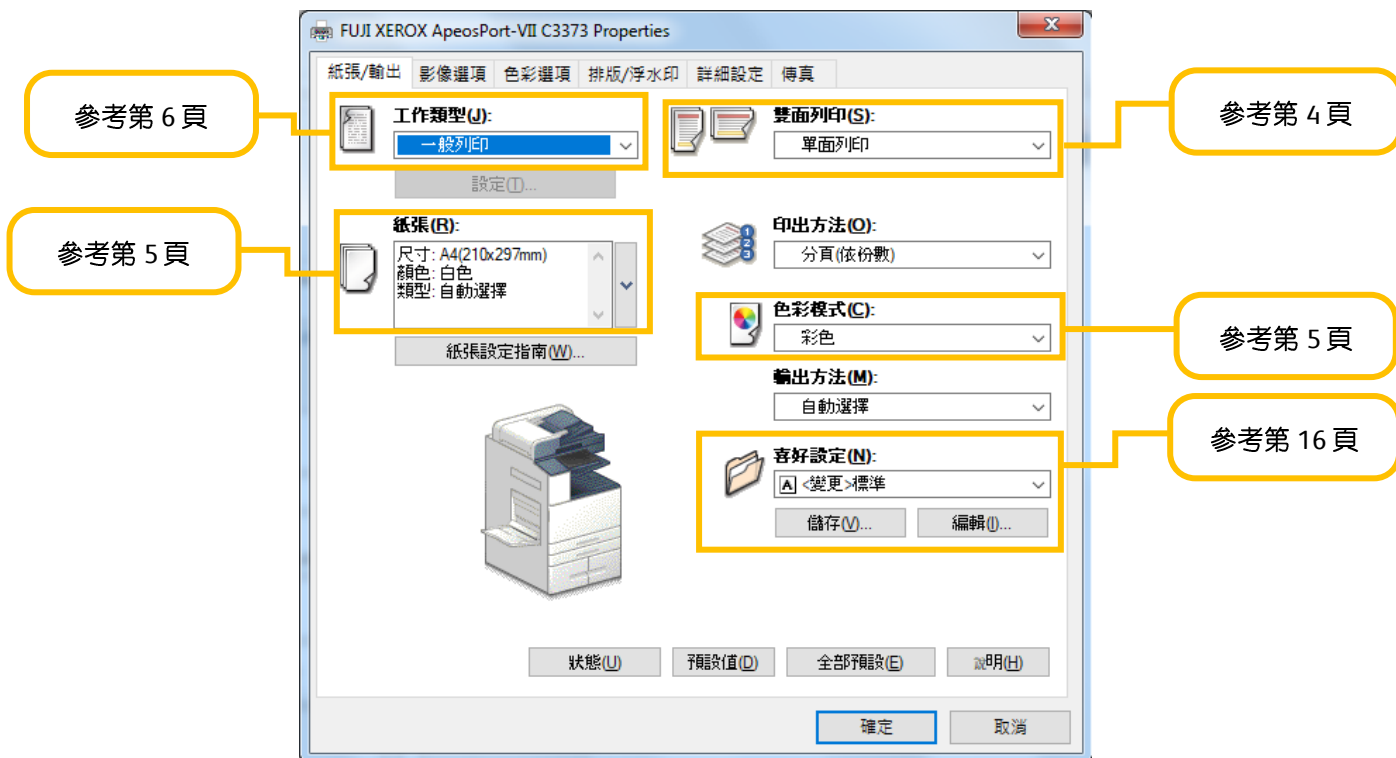 FUJI XEROX ApeosPort-VII C3373 Properties
紙張/輸出 影像選項 色彩選項 排版/浮水印 詳細設定 傳真
參考第 6 頁
工作類型(J):
一般列印
設定(T)...
雙面列印(S):
單面列印
參考第 4 頁
參考第 5 頁
紙張(R):
尺寸: A4(210x297mm)
顏色: 白色
類型: 自動選擇
紙張設定指南(W)...
印出方法(O):
分頁(依份數)
1
2
3
色彩模式(C):
彩色
參考第 5 頁
輸出方法(M):
自動選擇
喜好設定(N):
A <變更>標準
儲存(V)...
編輯(I)...
參考第 16 頁
狀態(U)
預設值(D)
全部預設(E)
說明(H)
確定
取消